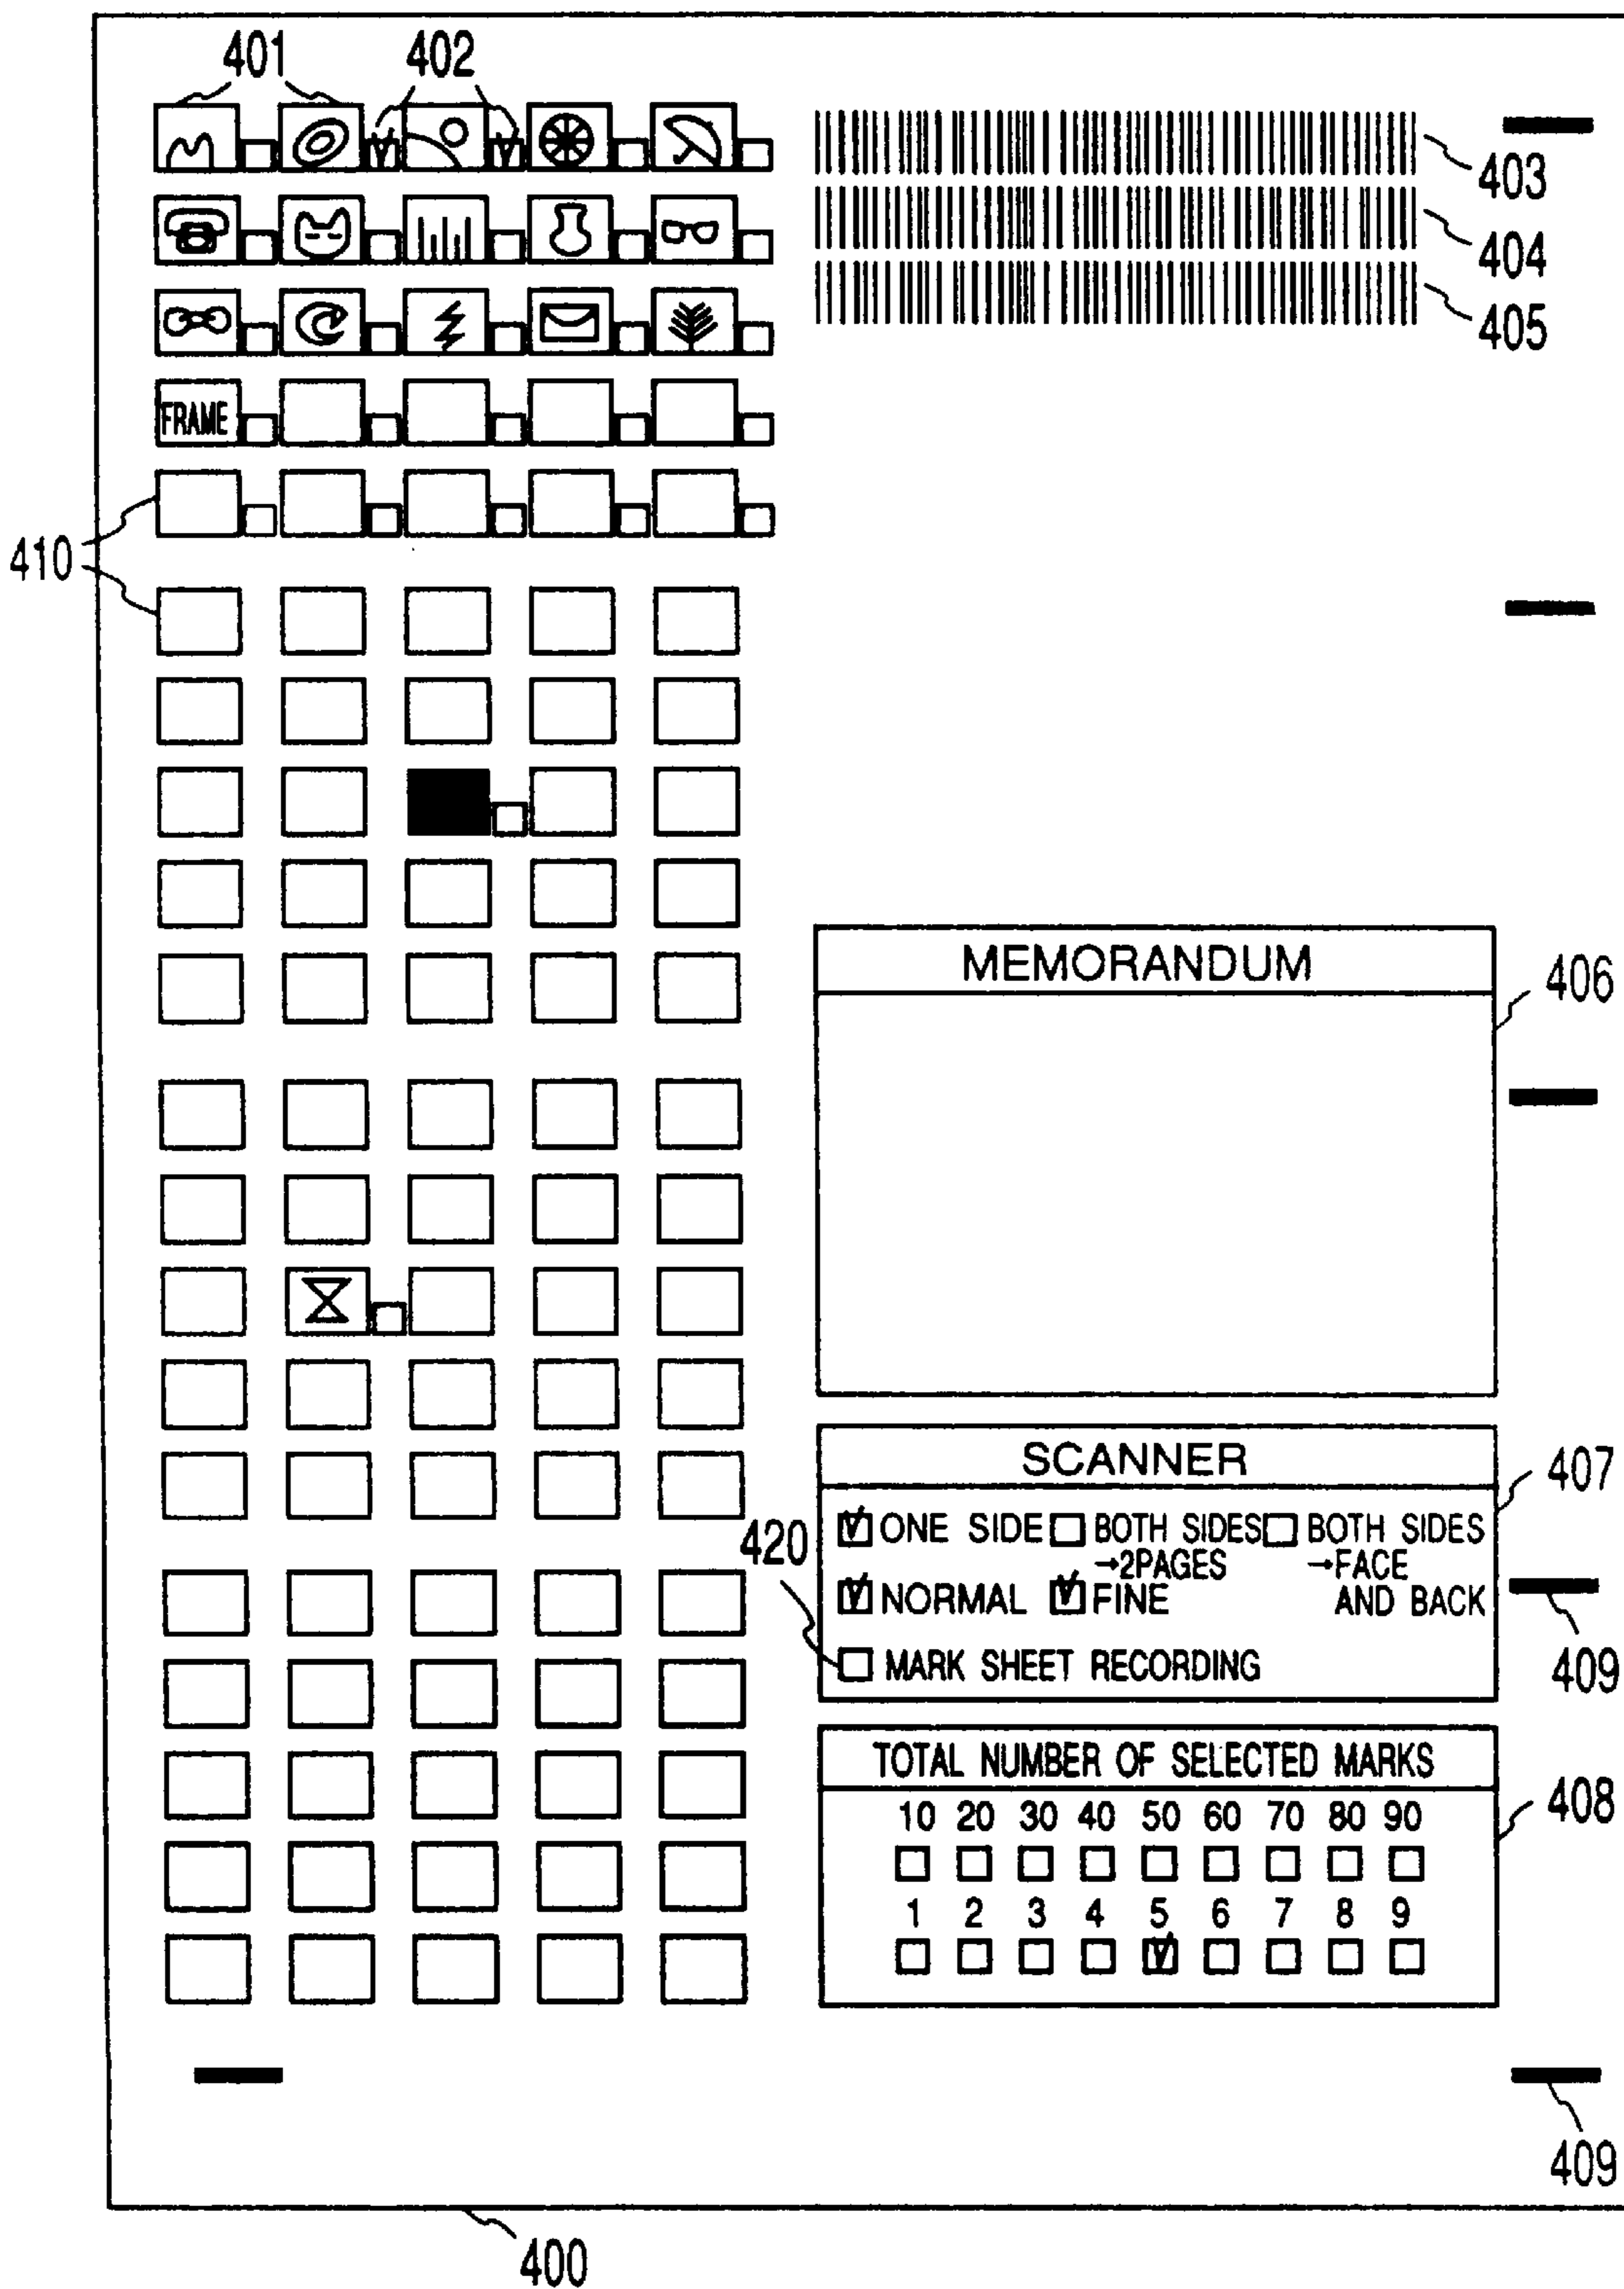 401
402
403
404
405
FRAME
410
MEMORANDUM
406
SCANNER
407
ONE SIDE BOTH SIDES BOTH SIDES
420
→2PAGES →FACE
NORMAL FINE AND BACK
409
MARK SHEET RECORDING
TOTAL NUMBER OF SELECTED MARKS
408
10 20 30 40 50 60 70 80 90
1 2 3 4 5 6 7 8 9
409
400